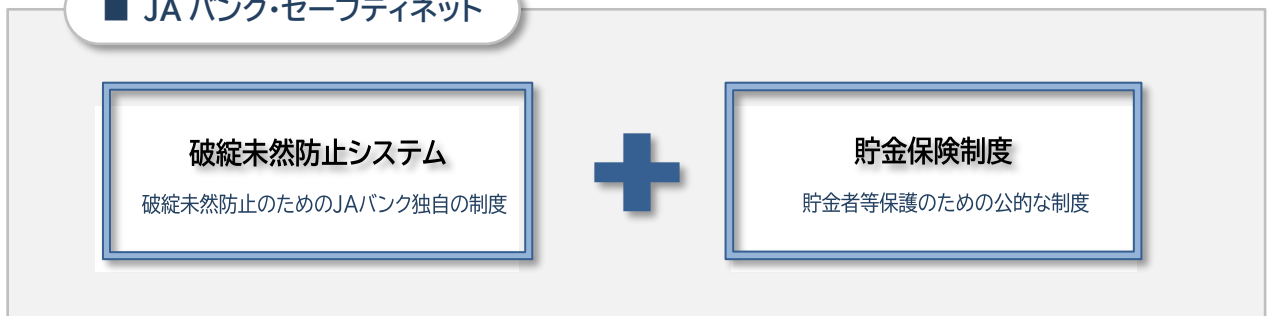 ■ JAバンク・セーフティネット
破綻未然防止システム
破綻未然防止のためのJAバンク独自の制度
貯金保険制度
貯金者等保護のための公的な制度